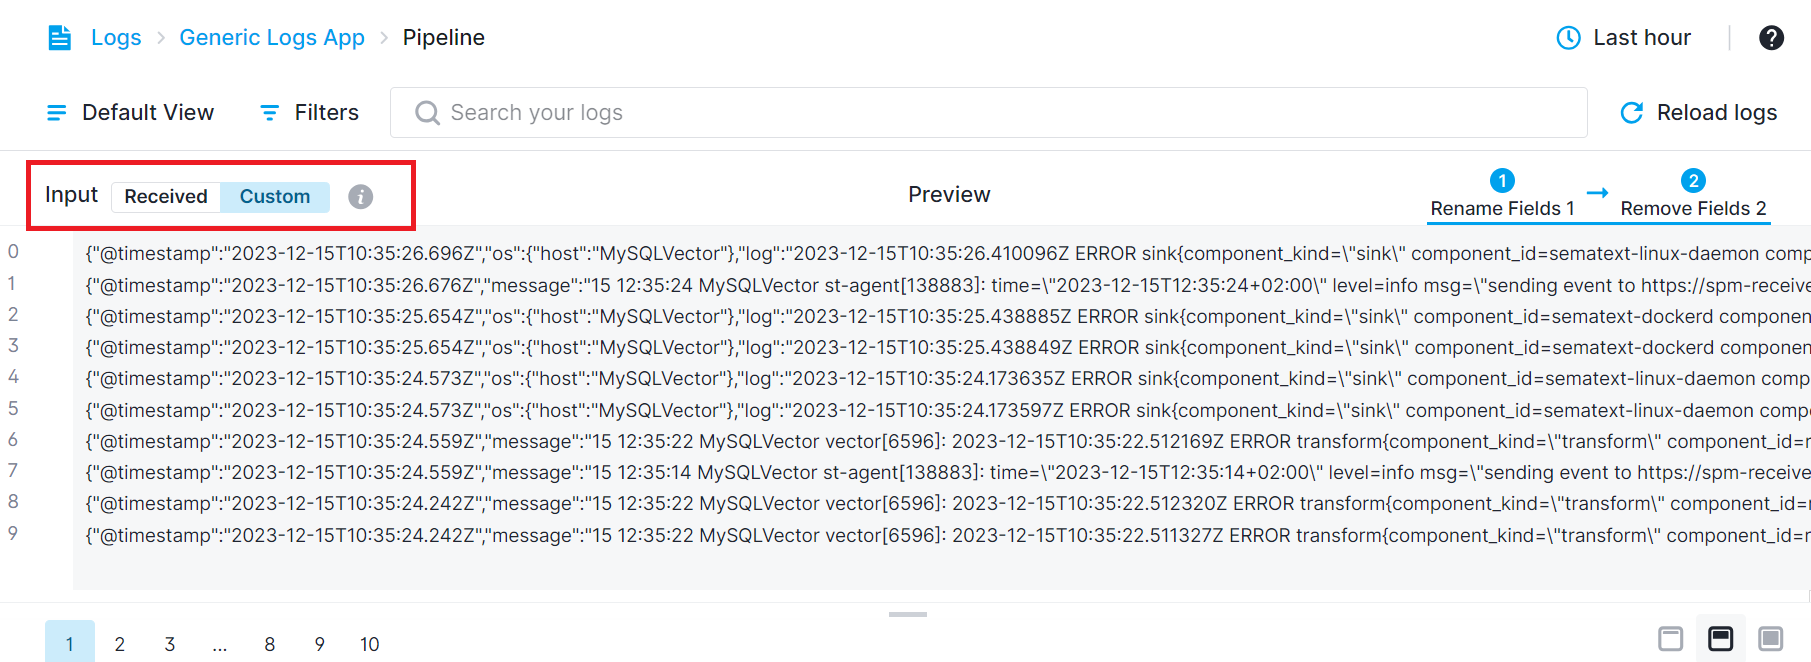 Logs > Generic Logs App > Pipeline
Last hour
?
Default View
Filters
Search your logs
Reload logs
Input Received Custom i
Preview
1 → 2
Rename Fields 1 Remove Fields 2
0 {"@timestamp":"2023-12-15T10:35:26.696Z","os":{"host":"MySQLVector"},"log":"2023-12-15T10:35:26.410096Z ERROR sink{component_kind=\"sink\" component_id=sematext-linux-daemon comp
1 {"@timestamp":"2023-12-15T10:35:26.676Z","message":"15 12:35:24 MySQLVector st-agent[138883]: time=\"2023-12-15T12:35:24+02:00\" level=info msg=\"sending event to https://spm-receive
2 {"@timestamp":"2023-12-15T10:35:25.654Z","os":{"host":"MySQLVector"},"log":"2023-12-15T10:35:25.438885Z ERROR sink{component_kind=\"sink\" component_id=sematext-dockerd componen
3 {"@timestamp":"2023-12-15T10:35:25.654Z","os":{"host":"MySQLVector"},"log":"2023-12-15T10:35:25.438849Z ERROR sink{component_kind=\"sink\" component_id=sematext-dockerd componen
4 {"@timestamp":"2023-12-15T10:35:24.573Z","os":{"host":"MySQLVector"},"log":"2023-12-15T10:35:24.173635Z ERROR sink{component_kind=\"sink\" component_id=sematext-linux-daemon comp
5 {"@timestamp":"2023-12-15T10:35:24.573Z","os":{"host":"MySQLVector"},"log":"2023-12-15T10:35:24.173597Z ERROR sink{component_kind=\"sink\" component_id=sematext-linux-daemon comp
6 {"@timestamp":"2023-12-15T10:35:24.559Z","message":"15 12:35:22 MySQLVector vector[6596]: 2023-12-15T10:35:22.512169Z ERROR transform{component_kind=\"transform\" component_id=r
7 {"@timestamp":"2023-12-15T10:35:24.559Z","message":"15 12:35:14 MySQLVector st-agent[138883]: time=\"2023-12-15T12:35:14+02:00\" level=info msg=\"sending event to https://spm-receive
8 {"@timestamp":"2023-12-15T10:35:24.242Z","message":"15 12:35:22 MySQLVector vector[6596]: 2023-12-15T10:35:22.512320Z ERROR transform{component_kind=\"transform\" component_id=r
9 {"@timestamp":"2023-12-15T10:35:24.242Z","message":"15 12:35:22 MySQLVector vector[6596]: 2023-12-15T10:35:22.511327Z ERROR transform{component_kind=\"transform\" component_id=r
1 2 3 ... 8 9 10